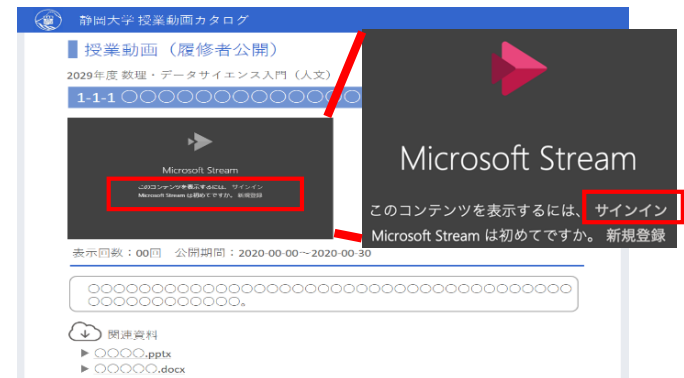 静岡大学 授業動画カタログ
授業動画（履修者公開）
2029年度 数理・データサイエンス入門（人文）
1-1-1 〇〇〇〇〇〇〇〇〇〇〇〇〇
Microsoft Stream
このコンテンツを表示するには、 サインイン
Microsoft Stream は初めてですか。 新規登録
Microsoft Stream
このコンテンツを表示するには、 サインイン
Microsoft Stream は初めてですか。 新規登録
表示回数：00回 公開期間：2020-00-00～2020-00-30
〇〇〇〇〇〇〇〇〇〇〇〇〇〇〇〇〇〇〇〇〇〇〇〇〇〇〇〇〇〇〇〇〇
〇〇〇〇〇〇〇〇〇〇〇。
関連資料
▶ 〇〇〇〇.pptx
▶ 〇〇〇〇〇.docx